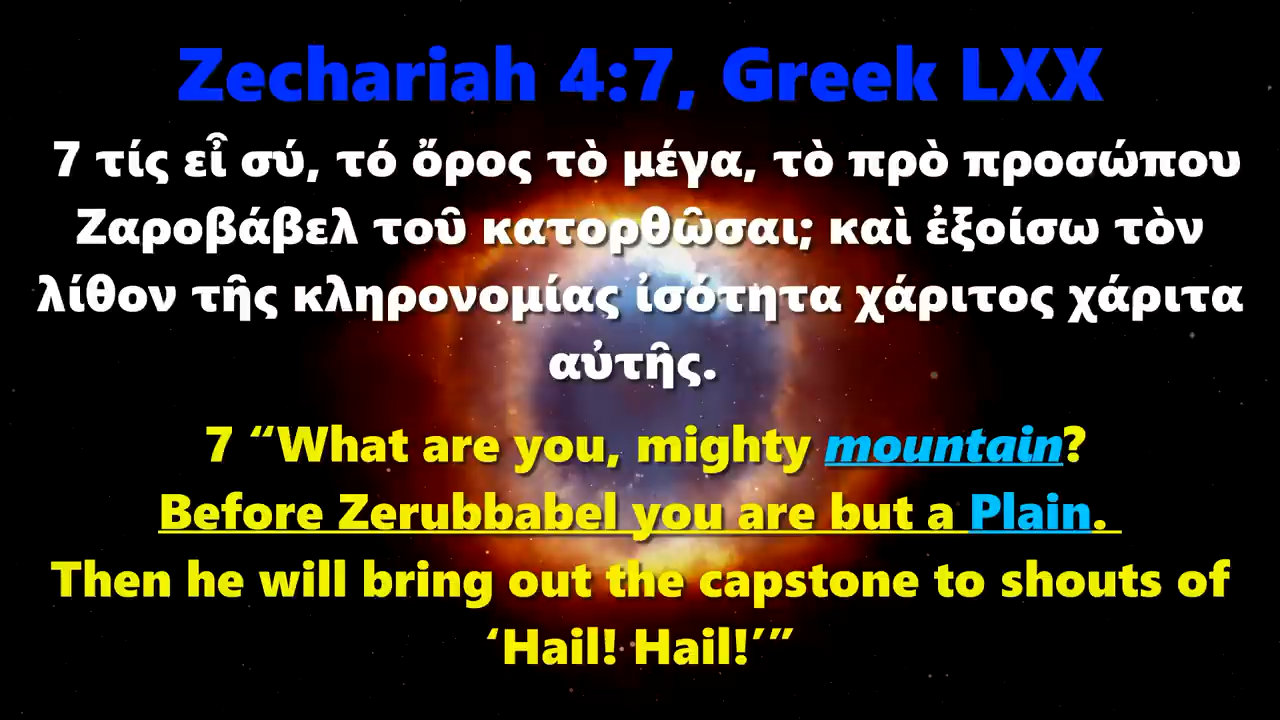 Zechariah 4:7, Greek LXX
7 τίς εἶ σύ, τό ὄρος τὸ μέγα, τὸ πρὸ προσώπου
Ζαροβάβελ τοῦ κατορθῶσαι; καὶ ἐξοίσω τὸν
λίθον τῆς κληρονομίας ἰσότητα χάριτος χάριτα
αὐτῆς.
7 “What are you, mighty mountain?
Before Zerubbabel you are but a Plain.
Then he will bring out the capstone to shouts of
‘Hail! Hail!’”